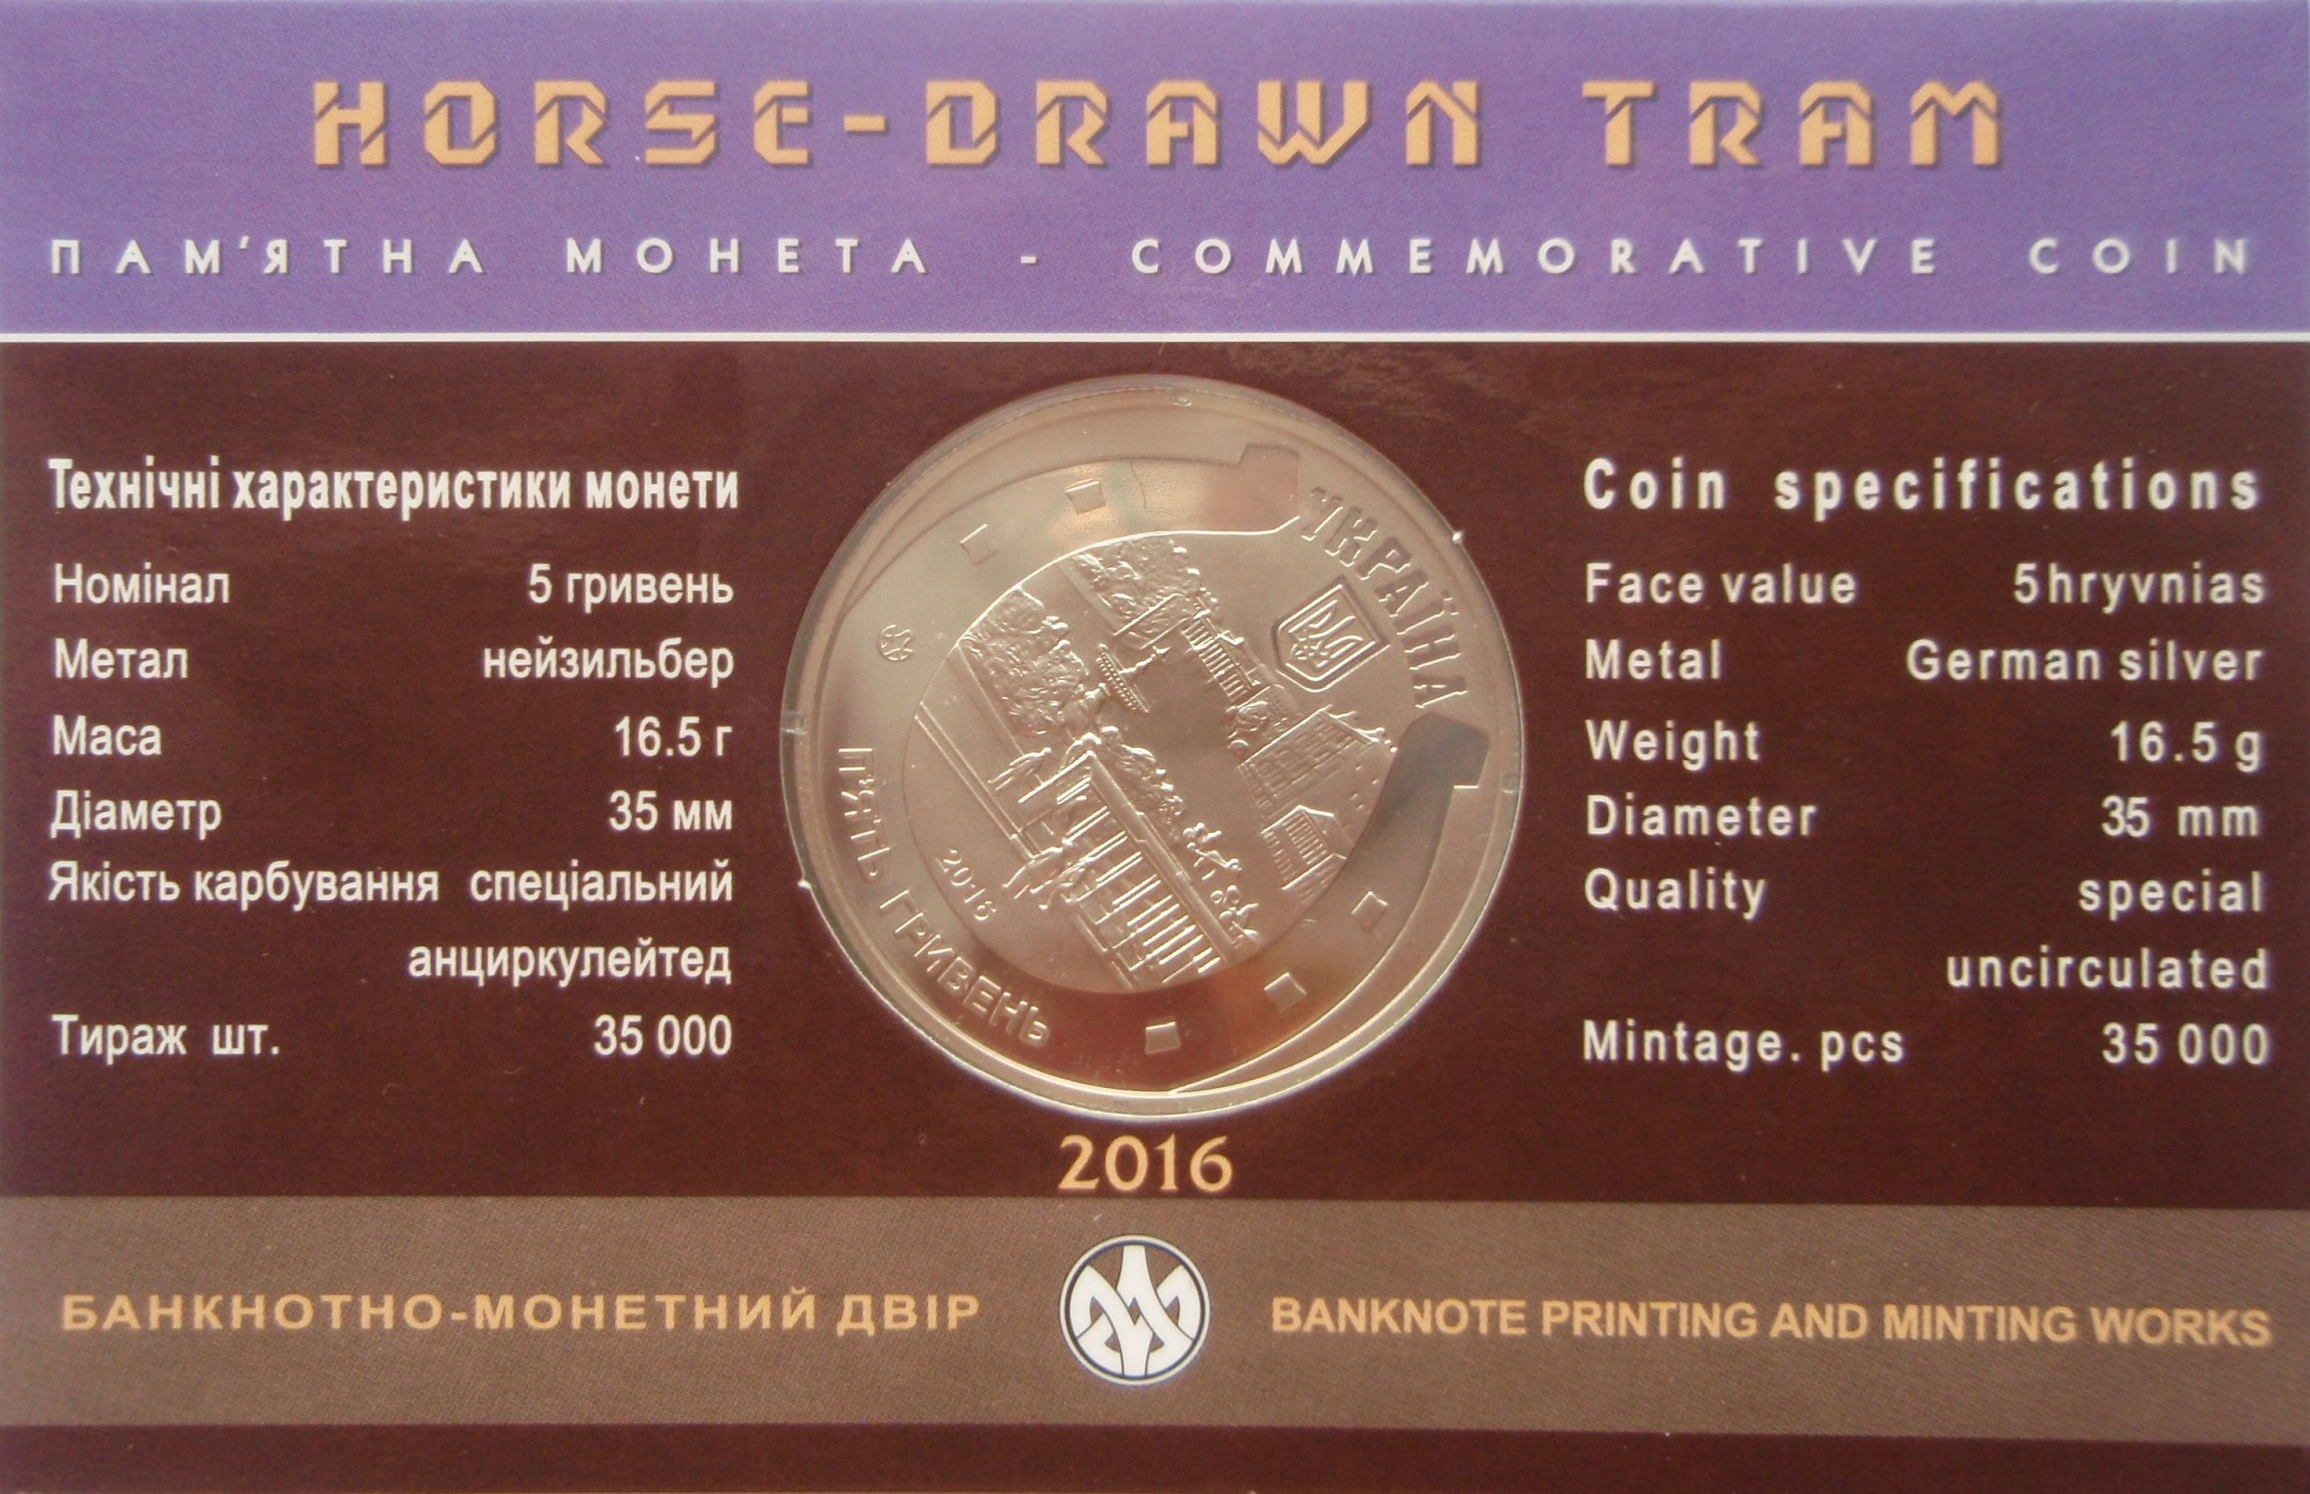 HORSE-DRAWN TRAM
ПАМ'ЯТНА МОНЕТА - COMMEMORATIVE COIN
Технічні характеристики монети
Номінал 5 гривень
Метал нейзильбер
Маса 16.5 г
Діаметр 35 мм
Якість карбування спеціальний
анциркулейтед
Тираж шт. 35 000
УКРАЇНА
2016
П'ЯТЬ ГРИВЕНЬ
Coin specifications
Face value 5hryvnias
Metal German silver
Weight 16.5 g
Diameter 35 mm
Quality special
uncirculated
Mintage. pcs 35 000
2016
БАНКНОТНО-МОНЕТНИЙ ДВІР
BANKNOTE PRINTING AND MINTING WORKS